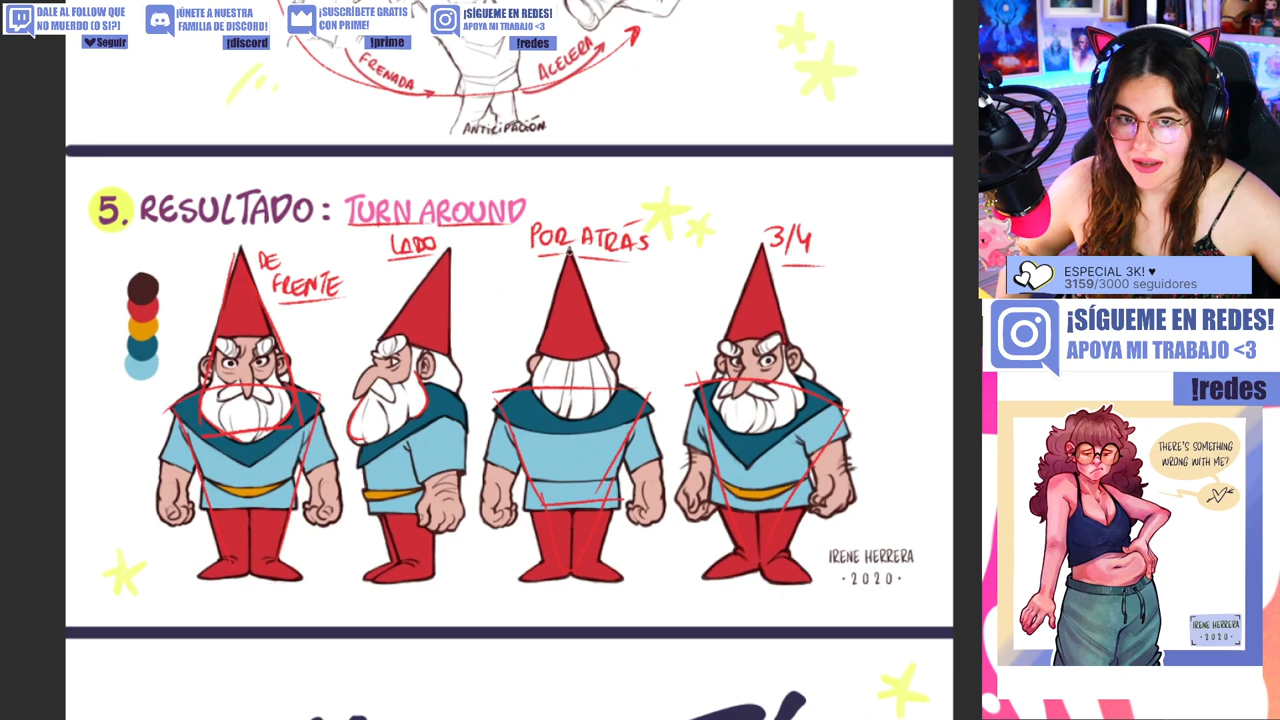 DALE AL FOLLOW QUE
NO MUERDO (O SI?)
Seguir
¡ÚNETE A NUESTRA
FAMILIA DE DISCORD!
!discord
¡SUSCRÍBETE GRATIS
CON PRIME!
!prime
¡SÍGUEME EN REDES!
APOYA MI TRABAJO <3
!redes
FRENADA
ACELERA
ANTICIPACIÓN
5. RESULTADO: TURN AROUND
DE
FRENTE
LADO
POR ATRÁS
3/4
IRENE HERRERA
·2020·
ESPECIAL 3K! ♥
3159/3000 seguidores
¡SÍGUEME EN REDES!
APOYA MI TRABAJO <3
!redes
THERE'S SOMETHING
WRONG WITH ME?
IRENE HERRERA
·2020·